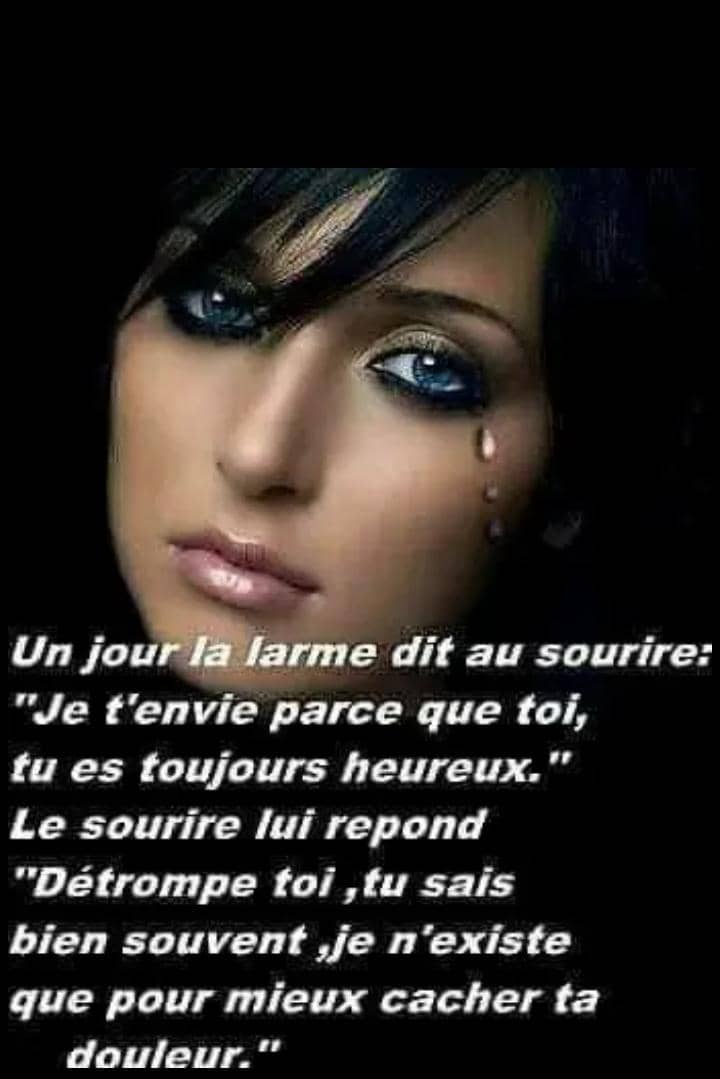 Un jour la larme dit au sourire:
"Je t'envie parce que toi,
tu es toujours heureux."
Le sourire lui repond
"Détrompe toi ,tu sais
bien souvent ,je n'existe
que pour mieux cacher ta
douleur."